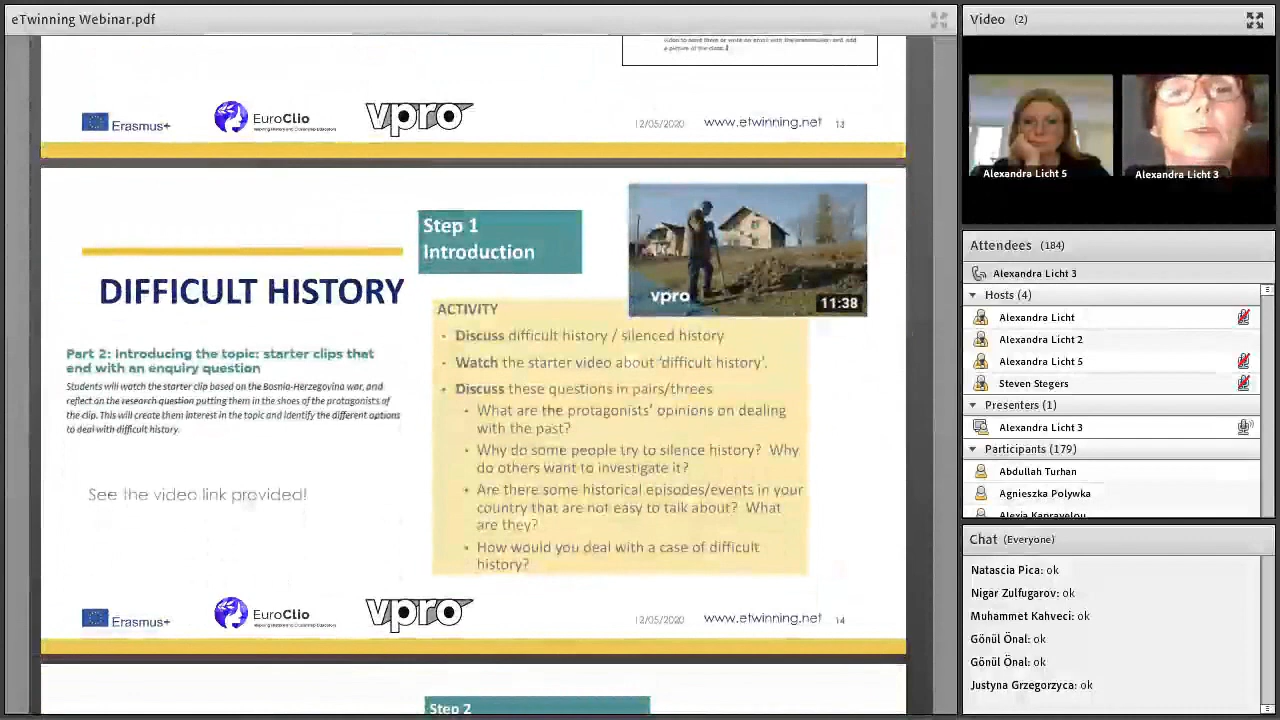 eTwinning Webinar.pdf
a picture of the class.
Erasmus+
EuroClio
vpro
12/05/2020
www.etwinning.net
13
Step 1
Introduction
vpro
11:38
DIFFICULT HISTORY
Part 2: Introducing the topic: starter clips that
end with an enquiry question
Students will watch the starter clip based on the Bosnia-Herzegovina war, and
reflect on the research question putting them in the shoes of the protagonists of
the clip. This will create them interest in the topic and identify the different options
to deal with difficult history.
See the video link provided!
ACTIVITY
• Discuss difficult history / silenced history
• Watch the starter video about 'difficult history'.
• Discuss these questions in pairs/threes
• What are the protagonists' opinions on dealing
with the past?
• Why do some people try to silence history? Why
do others want to investigate it?
• Are there some historical episodes/events in your
country that are not easy to talk about? What
are they?
• How would you deal with a case of difficult
history?
Erasmus+
EuroClio
vpro
12/05/2020
www.etwinning.net
14
Step 2
Video (2)
Alexandra Licht 5
Alexandra Licht 3
Attendees (184)
Alexandra Licht 3
Hosts (4)
Alexandra Licht
Alexandra Licht 2
Alexandra Licht 5
Steven Stegers
Presenters (1)
Alexandra Licht 3
Participants (179)
Abdullah Turhan
Agnieszka Polywka
Alexia Kapravelou
Chat (Everyone)
Natascia Pica: ok
Nigar Zulfugarov: ok
Muhammet Kahveci: ok
Gönül Önal: ok
Gönül Önal: ok
Justyna Grzegorzyca: ok